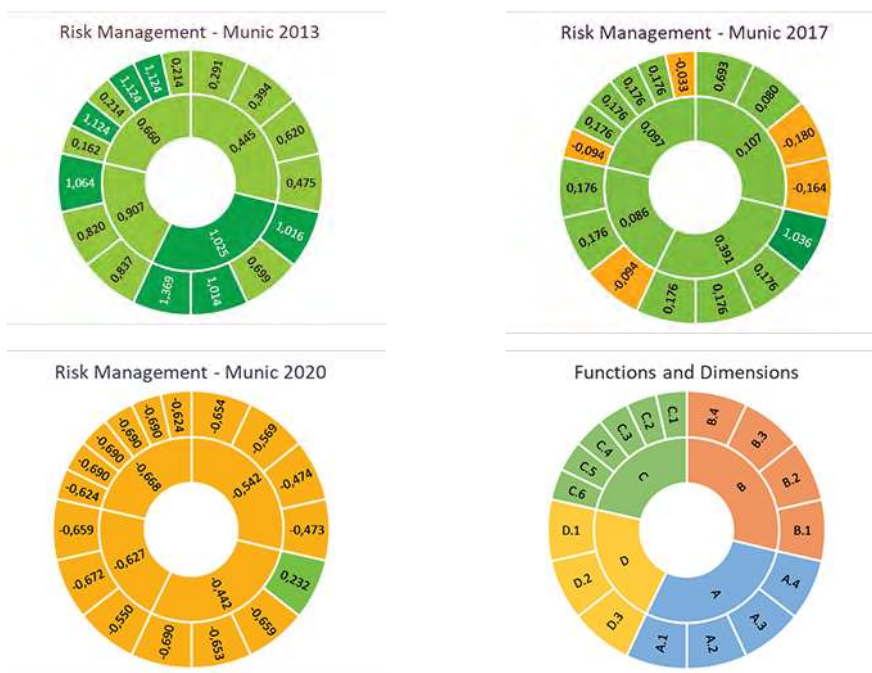 Risk Management - Munic 2013
0,291
0,394
0,620
0,475
1,016
0,699
1,014
1,369
0,837
0,820
1,064
0,162
1,124
0,214
1,124
1,124
0,214
0,445
1,025
0,907
0,660
Risk Management - Munic 2017
0,693
0,080
-0,180
-0,164
1,036
0,176
0,176
0,176
-0,094
0,176
0,176
-0,094
0,176
0,176
0,176
0,176
-0,033
0,107
0,391
0,086
0,097
Risk Management - Munic 2020
-0,654
-0,569
-0,474
-0,473
0,232
-0,659
-0,653
-0,690
-0,550
-0,672
-0,659
-0,624
-0,690
-0,690
-0,690
-0,690
-0,624
-0,542
-0,442
-0,627
-0,668
Functions and Dimensions
B.4
B.3
B.2
B.1
A.4
A.3
A.2
A.1
D.3
D.2
D.1
C.6
C.5
C.4
C.3
C.2
C.1
B
A
D
C